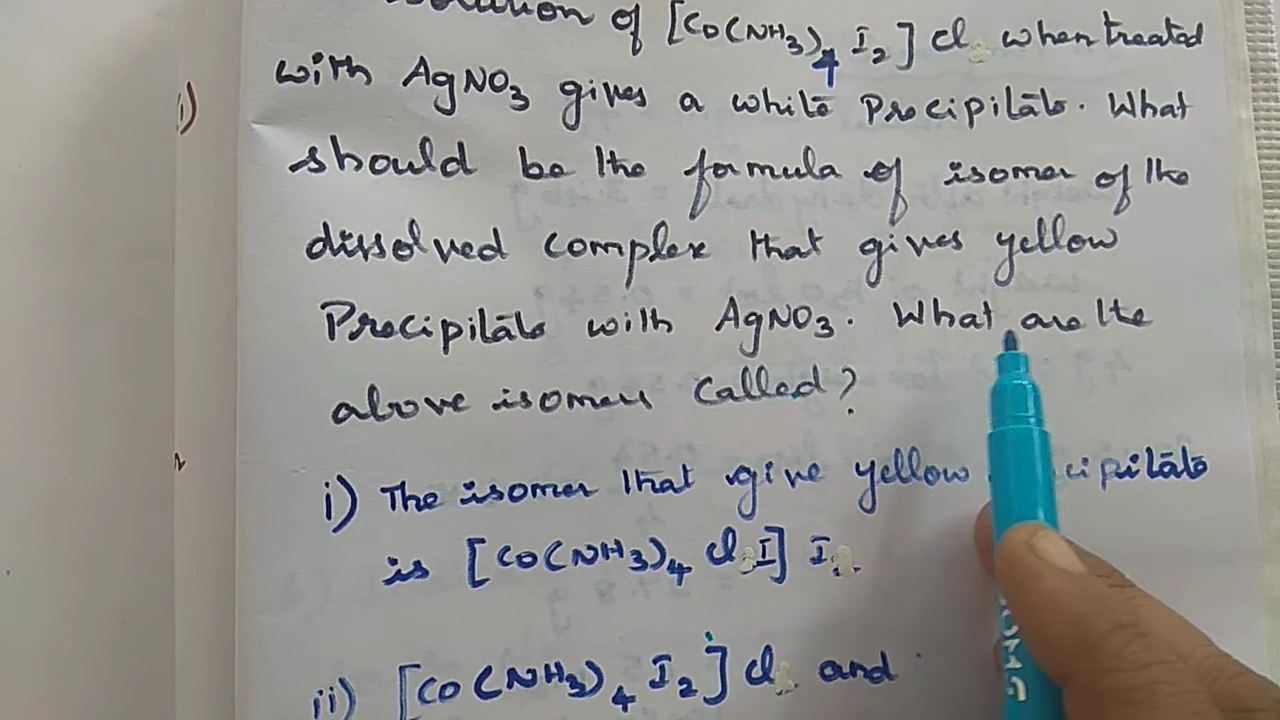 solution of [Co(NH3)4 I2] Cl when treated
with AgNO3 gives a white Precipitate. What
should be the formula of isomer of the
dissolved complex that gives yellow
Precipitate with AgNO3. What are the
above isomers called?
i) The isomer that give yellow
is [Co(NH3)4 Cl I] I
ii) [Co(NH3)4 I2] Cl and